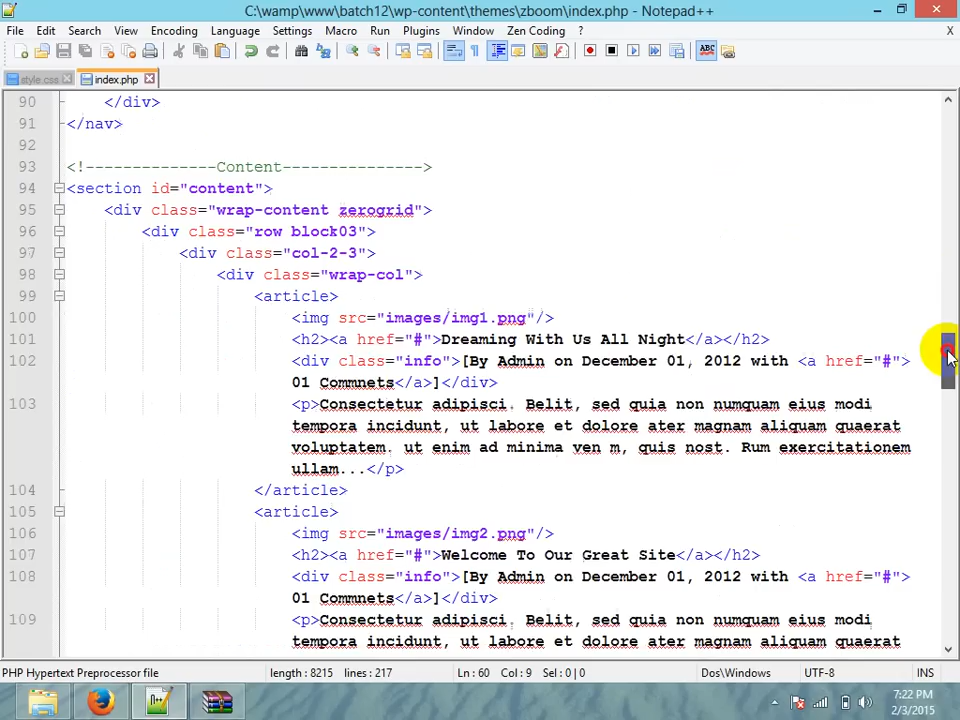 C:\wamp\www\batch12\wp-content\themes\zboom\index.php - Notepad++
File Edit Search View Encoding Language Settings Macro Run Plugins Window Zen Coding ? X
style.css index.php
90 </div>
91 </nav>
92
93 <!--------------Content--------------->
94 <section id="content">
95 <div class="wrap-content zerogrid">
96 <div class="row block03">
97 <div class="col-2-3">
98 <div class="wrap-col">
99 <article>
100 <img src="images/img1.png"/>
101 <h2><a href="#">Dreaming With Us All Night</a></h2>
102 <div class="info">[By Admin on December 01, 2012 with <a href="#">
01 Commnets</a>]</div>
103 <p>Consectetur adipisci. Belit, sed quia non numquam eius modi
tempora incidunt, ut labore et dolore ater magnam aliquam quaerat
voluptatem. ut enim ad minima ven m, quis nost. Rum exercitationem
ullam...</p>
104 </article>
105 <article>
106 <img src="images/img2.png"/>
107 <h2><a href="#">Welcome To Our Great Site</a></h2>
108 <div class="info">[By Admin on December 01, 2012 with <a href="#">
01 Commnets</a>]</div>
109 <p>Consectetur adipisci. Belit, sed quia non numquam eius modi
tempora incidunt, ut labore et dolore ater magnam aliquam quaerat
PHP Hypertext Preprocessor file length : 8215 lines : 217 Ln : 60 Col : 9 Sel : 0 | 0 Dos\Windows UTF-8 INS
7:22 PM
2/3/2015